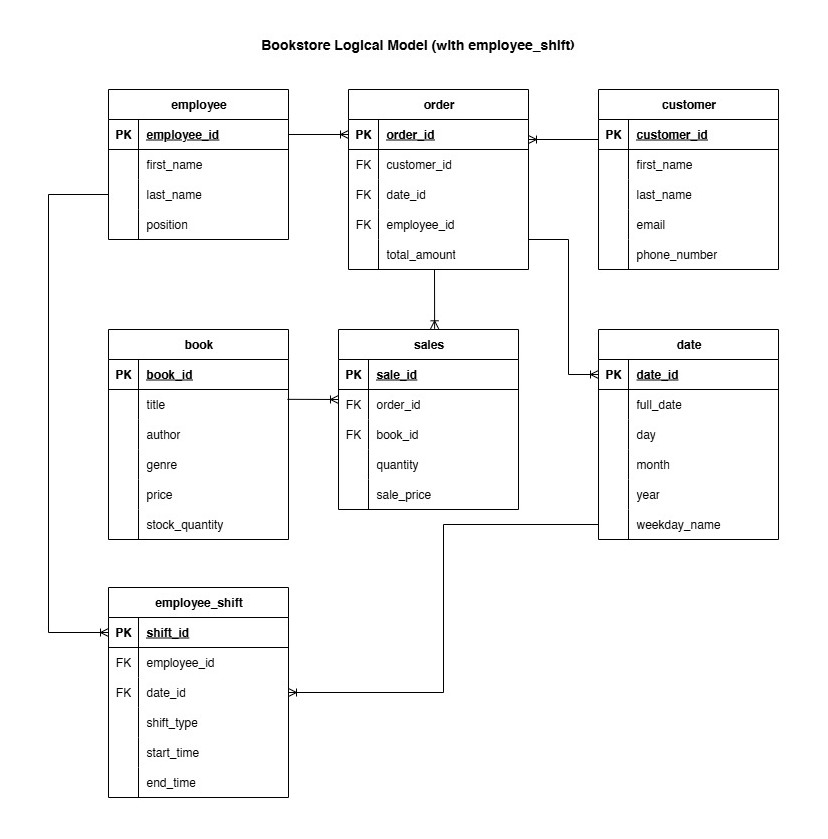 Bookstore Logical Model (with employee_shift)
employee
PK employee_id
first_name
last_name
position
order
PK order_id
FK customer_id
FK date_id
FK employee_id
total_amount
customer
PK customer_id
first_name
last_name
email
phone_number
book
PK book_id
title
author
genre
price
stock_quantity
sales
PK sale_id
FK order_id
FK book_id
quantity
sale_price
date
PK date_id
full_date
day
month
year
weekday_name
employee_shift
PK shift_id
FK employee_id
FK date_id
shift_type
start_time
end_time